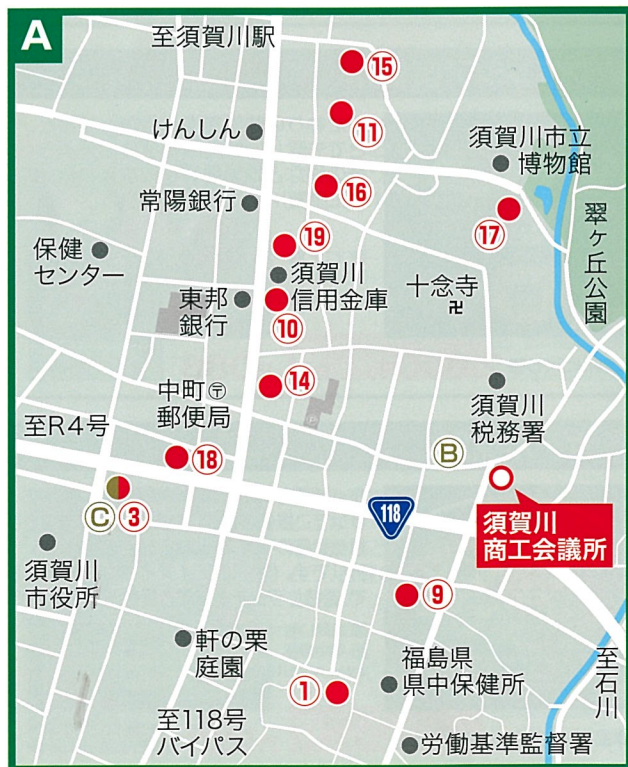 A
至須賀川駅
⑮
⑪
けんしん
須賀川市立
博物館
⑯
常陽銀行
⑰
⑲
翠ヶ丘公園
保健
センター
須賀川
信用金庫
東邦
銀行
⑩
十念寺
卍
⑭
中町〶
郵便局
須賀川
税務署
至R4号
⑱
Ⓑ
118
須賀川
商工会議所
Ⓒ
③
須賀川
市役所
⑨
軒の栗
庭園
福島県
県中保健所
至石川
①
至118号
バイパス
労働基準監督署